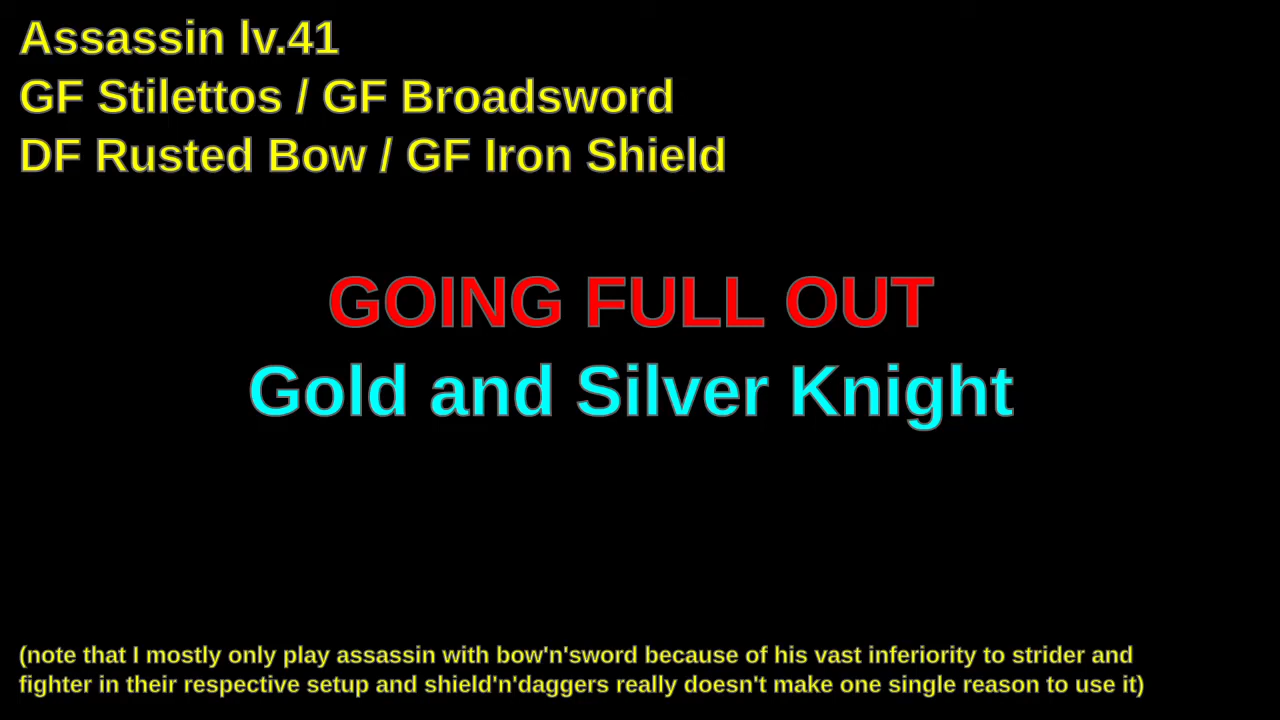 Assassin lv.41
GF Stilettos / GF Broadsword
DF Rusted Bow / GF Iron Shield
GOING FULL OUT
Gold and Silver Knight
(note that I mostly only play assassin with bow'n'sword because of his vast inferiority to strider and
fighter in their respective setup and shield'n'daggers really doesn't make one single reason to use it)